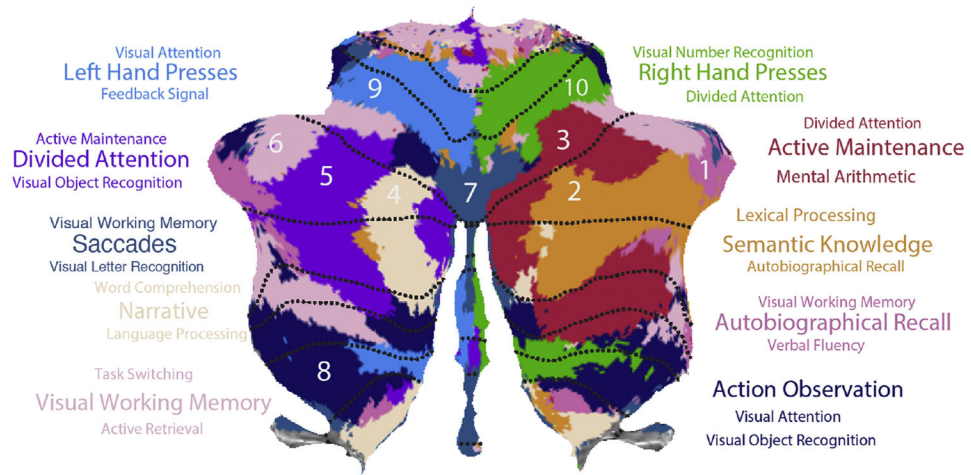 Visual Attention
Left Hand Presses
Feedback Signal
Active Maintenance
Divided Attention
Visual Object Recognition
Visual Working Memory
Saccades
Visual Letter Recognition
Word Comprehension
Narrative
Language Processing
Task Switching
Visual Working Memory
Active Retrieval
9
10
6
5
4
7
3
2
1
8
Visual Number Recognition
Right Hand Presses
Divided Attention
Divided Attention
Active Maintenance
Mental Arithmetic
Lexical Processing
Semantic Knowledge
Autobiographical Recall
Visual Working Memory
Autobiographical Recall
Verbal Fluency
Action Observation
Visual Attention
Visual Object Recognition